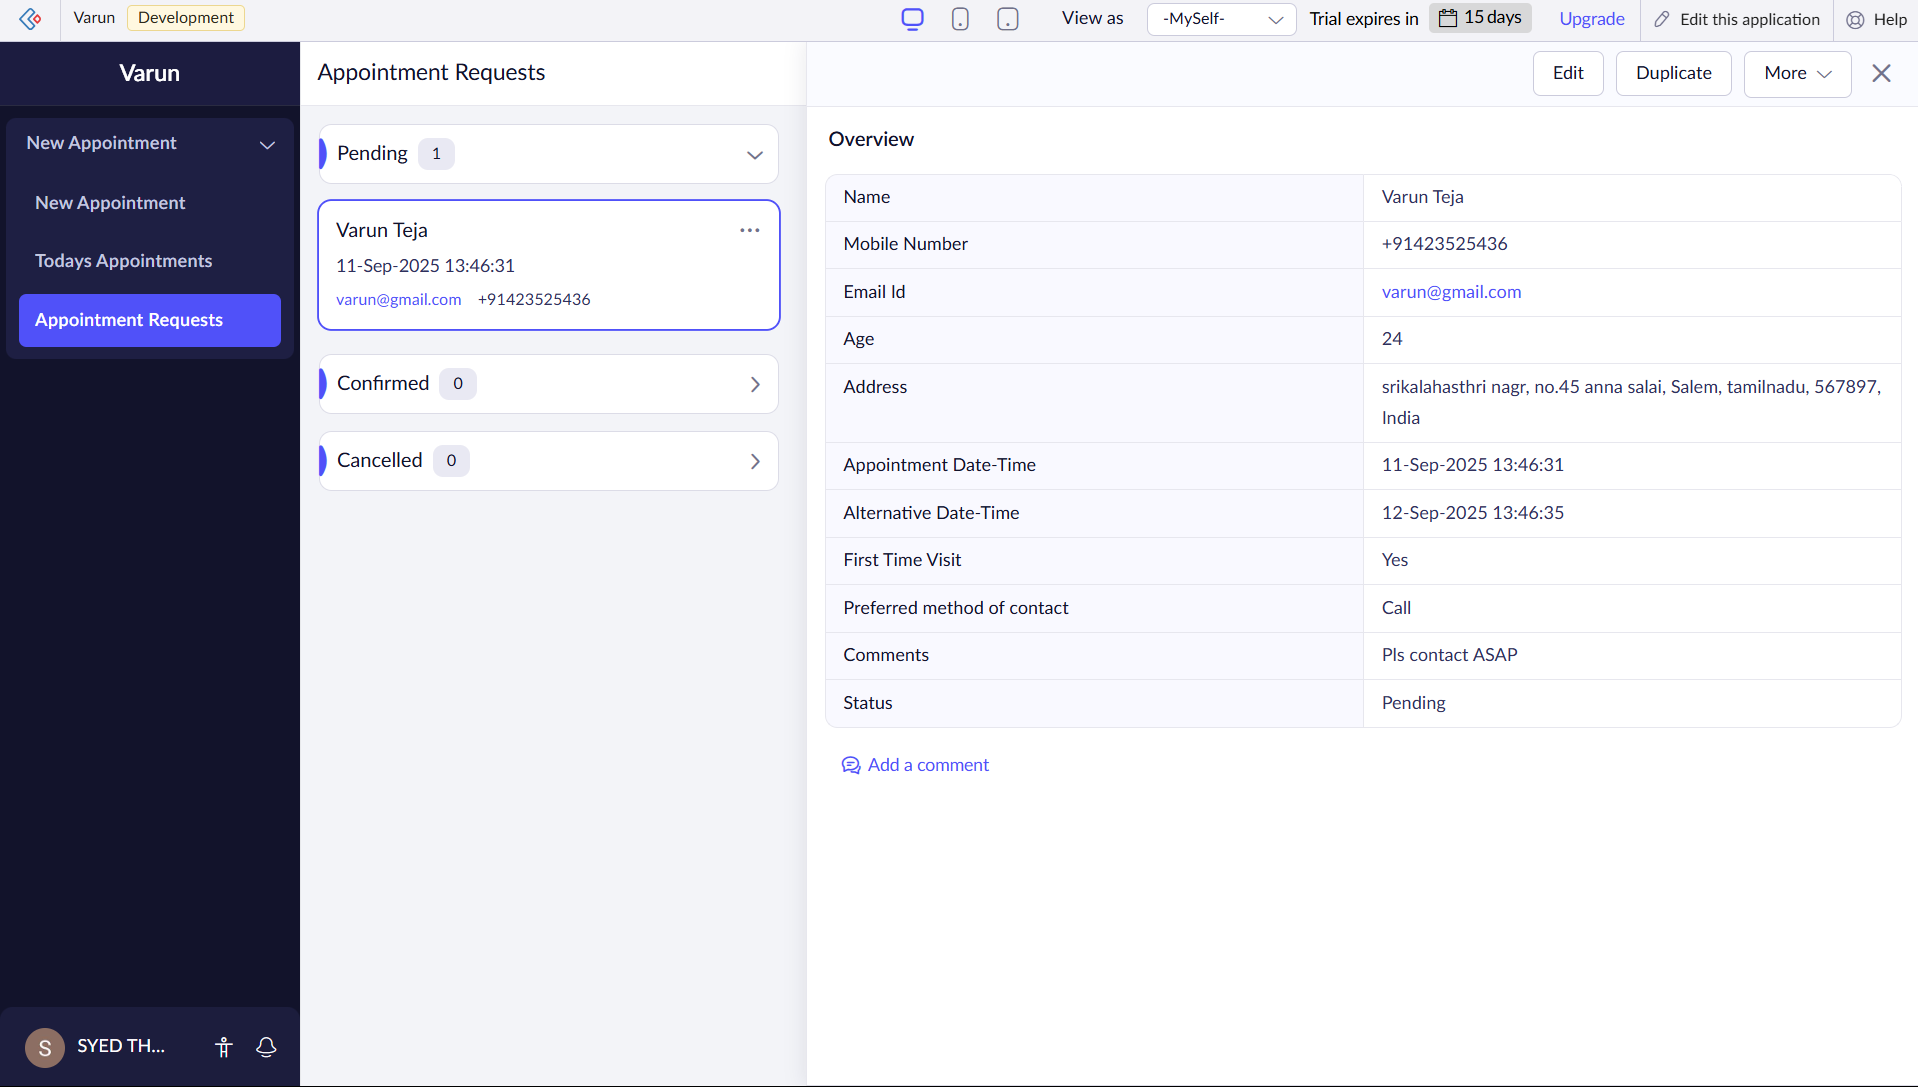 Varun
Development
View as
-MySelf-
Trial expires in
15 days
Upgrade
Edit this application
Help
Varun
New Appointment
New Appointment
Todays Appointments
Appointment Requests
SYED TH...
S
Appointment Requests
Pending 1
Varun Teja
11-Sep-2025 13:46:31
varun@gmail.com +91423525436
Confirmed 0
Cancelled 0
Edit
Duplicate
More
Overview
Name Varun Teja
Mobile Number +91423525436
Email Id varun@gmail.com
Age 24
Address srikalahasthri nagr, no.45 anna salai, Salem, tamilnadu, 567897,
India
Appointment Date-Time 11-Sep-2025 13:46:31
Alternative Date-Time 12-Sep-2025 13:46:35
First Time Visit Yes
Preferred method of contact Call
Comments Pls contact ASAP
Status Pending
Add a comment